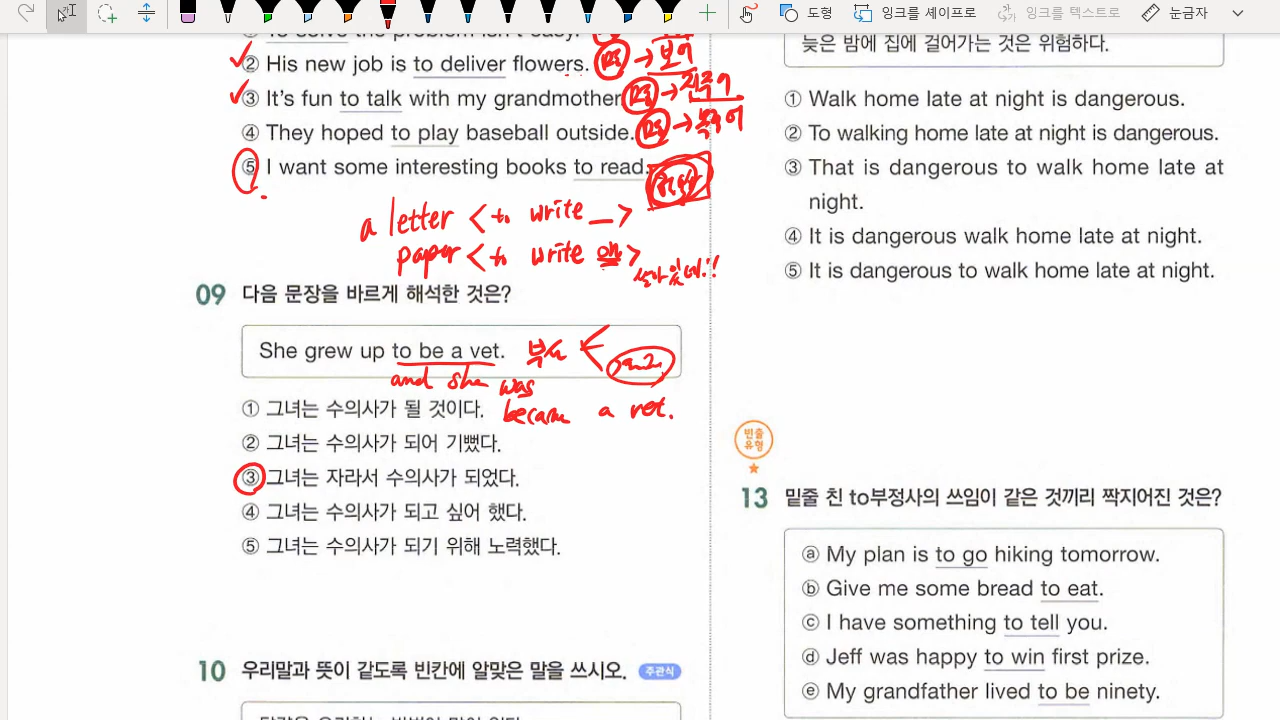 도형
잉크를 셰이프로
잉크를 텍스트로
눈금자
① To solve the problem isn't easy.
② His new job is to deliver flowers. → 보어
③ It's fun to talk with my grandmother. → 진주어
④ They hoped to play baseball outside. → 목적어
⑤ I want some interesting books to read.
a letter < to write _ >
paper < to write on >
살아있네!!
09 다음 문장을 바르게 해석한 것은?
She grew up to be a vet. 부사 <
and she was
became a vet.
① 그녀는 수의사가 될 것이다.
② 그녀는 수의사가 되어 기뻤다.
③ 그녀는 자라서 수의사가 되었다.
④ 그녀는 수의사가 되고 싶어 했다.
⑤ 그녀는 수의사가 되기 위해 노력했다.
10 우리말과 뜻이 같도록 빈칸에 알맞은 말을 쓰시오. 주관식
늦은 밤에 집에 걸어가는 것은 위험하다.
① Walk home late at night is dangerous.
② To walking home late at night is dangerous.
③ That is dangerous to walk home late at
night.
④ It is dangerous walk home late at night.
⑤ It is dangerous to walk home late at night.
빈출
유형
13 밑줄 친 to부정사의 쓰임이 같은 것끼리 짝지어진 것은?
ⓐ My plan is to go hiking tomorrow.
ⓑ Give me some bread to eat.
ⓒ I have something to tell you.
ⓓ Jeff was happy to win first prize.
ⓔ My grandfather lived to be ninety.